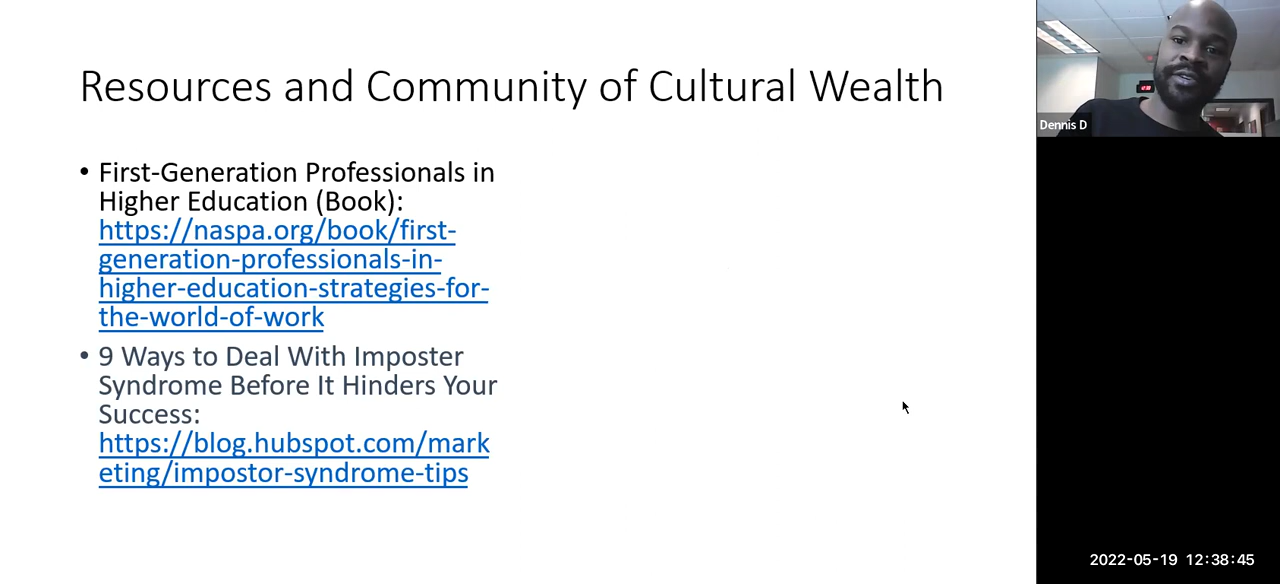 Resources and Community of Cultural Wealth
• First-Generation Professionals in
Higher Education (Book):
https://naspa.org/book/first-
generation-professionals-in-
higher-education-strategies-for-
the-world-of-work
• 9 Ways to Deal With Imposter
Syndrome Before It Hinders Your
Success:
https://blog.hubspot.com/mark
eting/impostor-syndrome-tips
Dennis D
2022-05-19 12:38:45